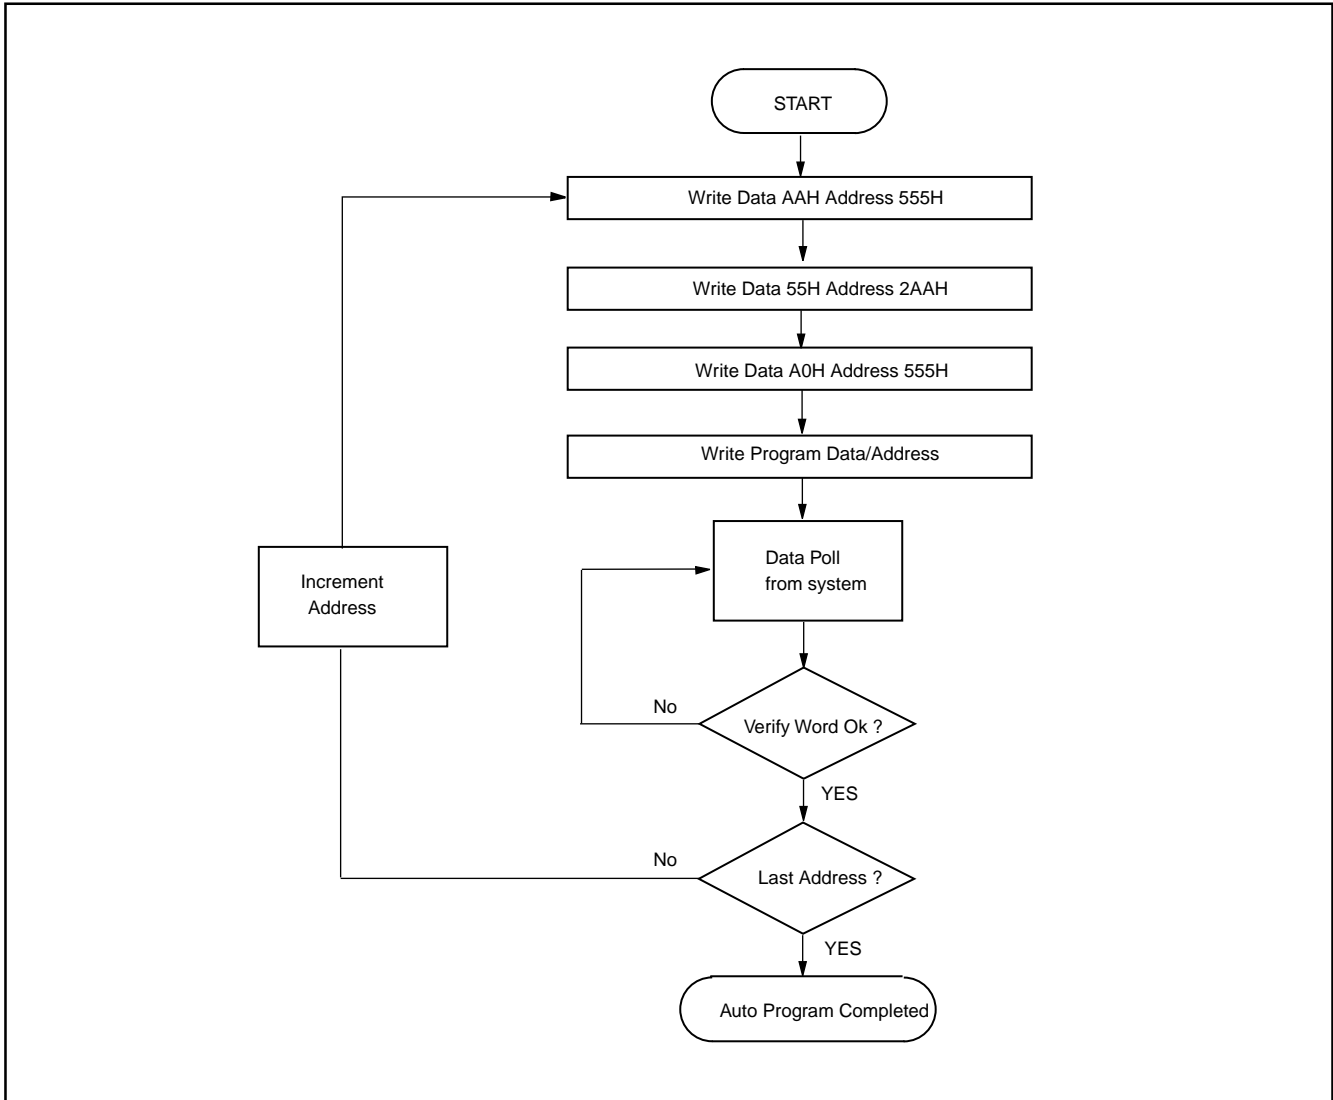 START
Write Data AAH Address 555H
Write Data 55H Address 2AAH
Write Data A0H Address 555H
Write Program Data/Address
Data Poll
from system
Increment
Address
No
Verify Word Ok ?
YES
No
Last Address ?
YES
Auto Program Completed